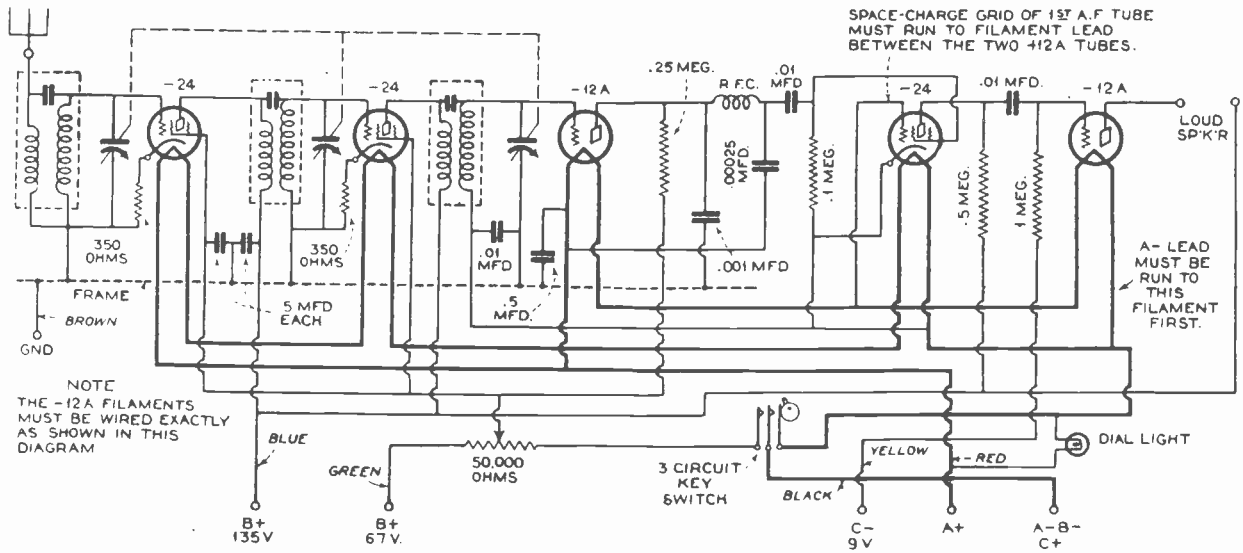 SPACE-CHARGE GRID OF 1ST A.F TUBE
MUST RUN TO FILAMENT LEAD
BETWEEN THE TWO -12A TUBES.
-24
-24
-12A
.25 MEG.
R.F.C.
.01
MFD
-24
.01 MFD.
LOUD
SP'K'R
.00025
MFD.
.1 MEG.
.5 MEG.
1 MEG.
350
OHMS
350
OHMS
.01
MFD
.001 MFD
A- LEAD
MUST BE
RUN TO
THIS
FILAMENT
FIRST.
FRAME
BROWN
.5 MFD
EACH
.5
MFD.
GND
NOTE
THE -12A FILAMENTS
MUST BE WIRED EXACTLY
AS SHOWN IN THIS
DIAGRAM
BLUE
GREEN
50,000
OHMS
3 CIRCUIT
KEY
SWITCH
YELLOW
RED
BLACK
DIAL LIGHT
B+
135V
B+
67V.
C-
9V
A+
A-B-
C+